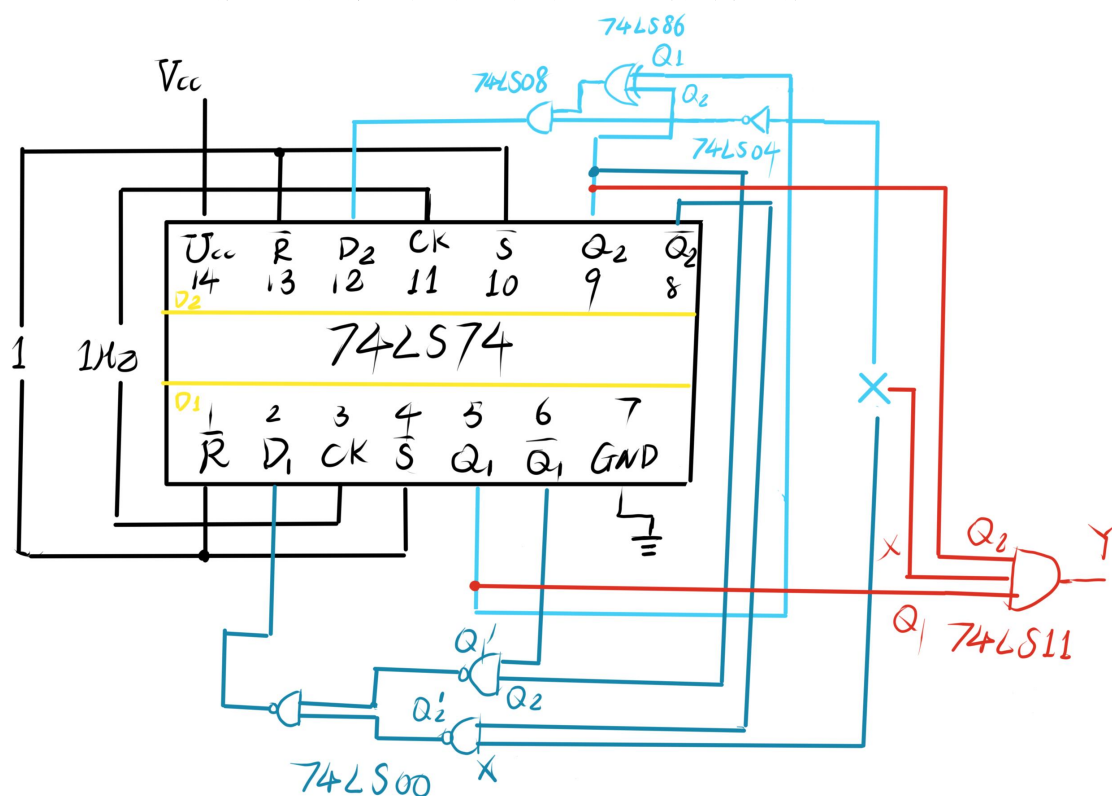 74LS86
Vcc
74LS08
Q1
Q2
74LS04
Vcc R̅ D2 CK S̅ Q2 Q̅2
14 13 12 11 10 9 8
D2
1 1Hz 74LS74 X
D1
1 2 3 4 5 6 7
R̅ D1 CK S̅ Q1 Q̅1 GND
X Q2 Y
Q1 74LS11
Q1'
Q2
Q2'
X
74LS00